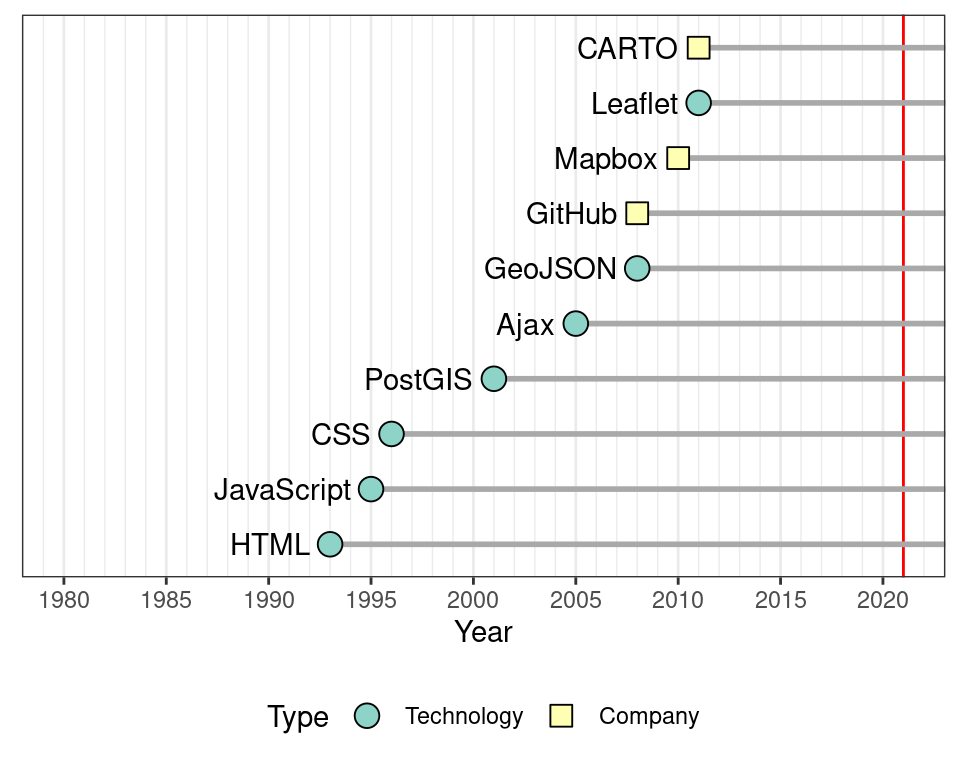 CARTO
Leaflet
Mapbox
GitHub
GeoJSON
Ajax
PostGIS
CSS
JavaScript
HTML
1980 1985 1990 1995 2000 2005 2010 2015 2020
Year
Type Technology Company